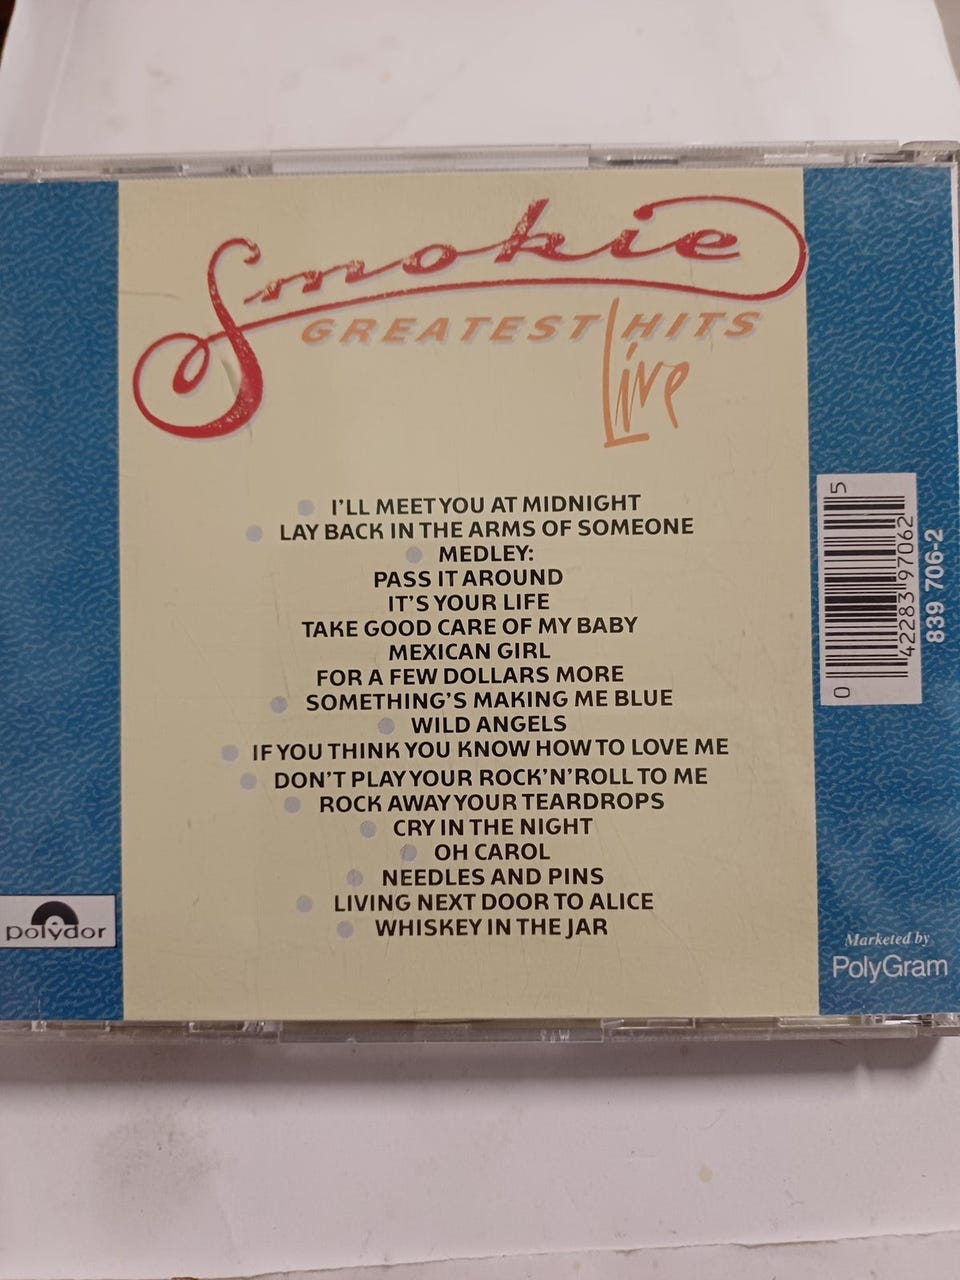 Smokie
GREATEST HITS
Live
I'LL MEET YOU AT MIDNIGHT
LAY BACK IN THE ARMS OF SOMEONE
MEDLEY:
PASS IT AROUND
IT'S YOUR LIFE
TAKE GOOD CARE OF MY BABY
MEXICAN GIRL
FOR A FEW DOLLARS MORE
SOMETHING'S MAKING ME BLUE
WILD ANGELS
IF YOU THINK YOU KNOW HOW TO LOVE ME
DON'T PLAY YOUR ROCK'N'ROLL TO ME
ROCK AWAY YOUR TEARDROPS
CRY IN THE NIGHT
OH CAROL
NEEDLES AND PINS
LIVING NEXT DOOR TO ALICE
WHISKEY IN THE JAR
polydor
0 42283 97062 5
839 706-2
Marketed by
PolyGram